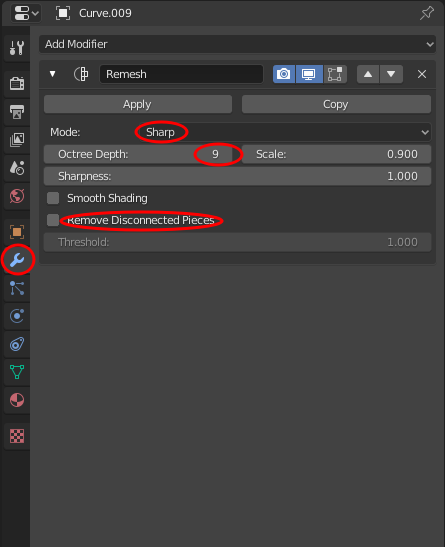 Curve.009
Add Modifier
Remesh
Apply Copy
Mode: Sharp
Octree Depth: 9 Scale: 0.900
Sharpness: 1.000
Smooth Shading
Remove Disconnected Pieces
Threshold: 1.000